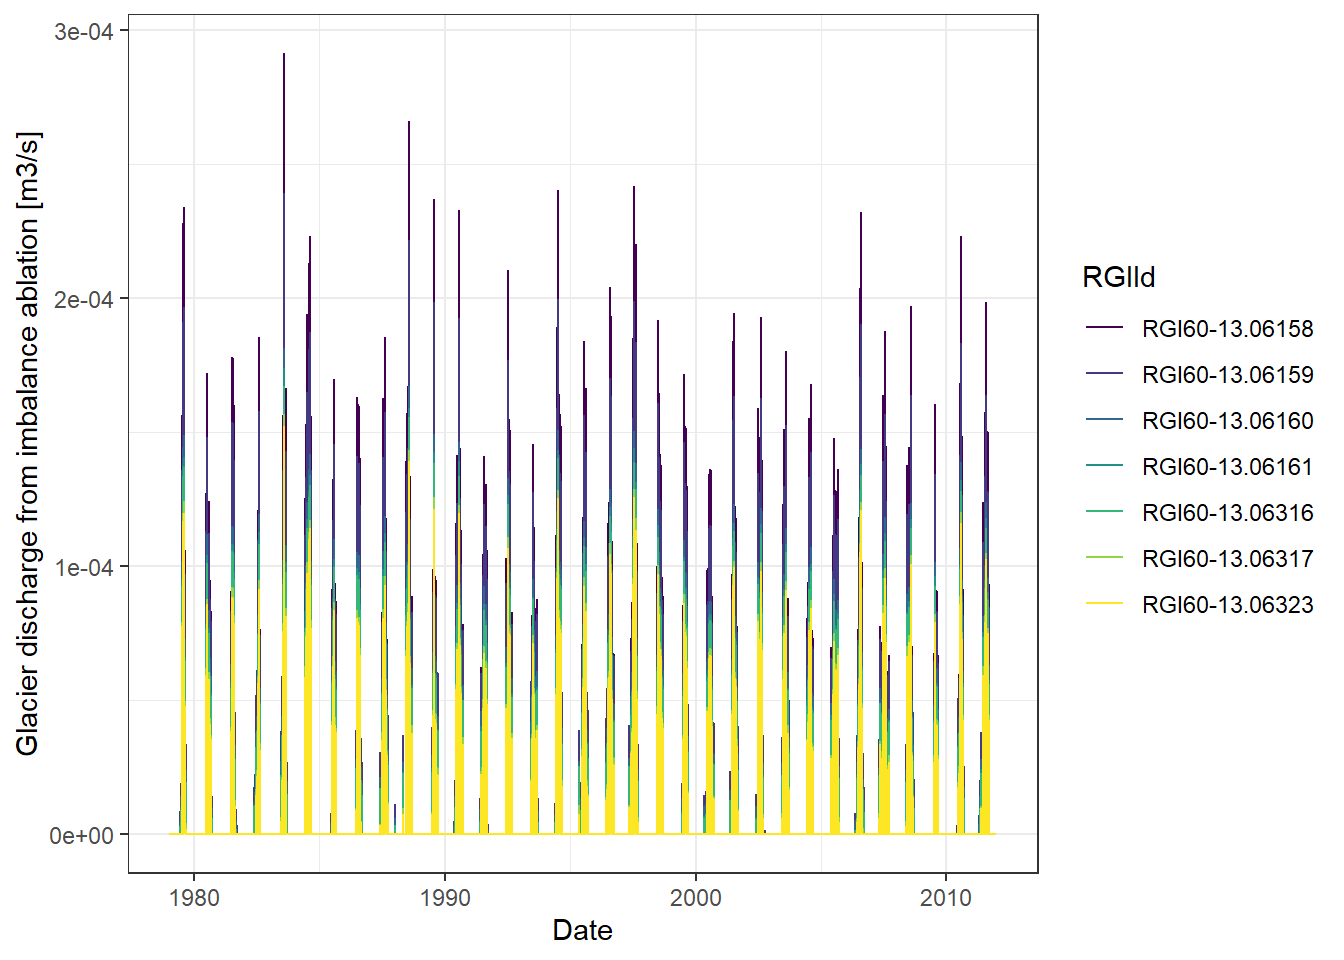 Glacier discharge from imbalance ablation [m3/s]
3e-04
2e-04
1e-04
0e+00
1980
1990
2000
2010
Date
RGIId
RGI60-13.06158
RGI60-13.06159
RGI60-13.06160
RGI60-13.06161
RGI60-13.06316
RGI60-13.06317
RGI60-13.06323